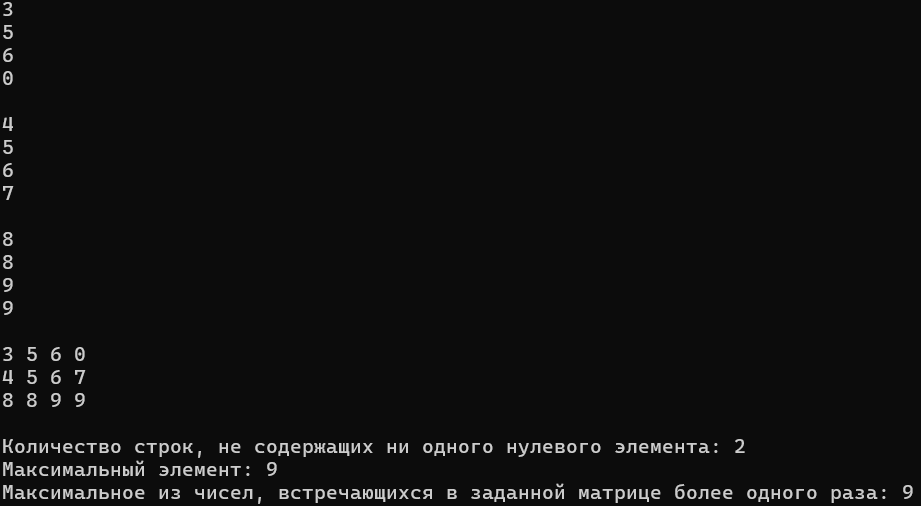 3
5
6
0
4
5
6
7
8
8
9
9
3 5 6 0
4 5 6 7
8 8 9 9
Количество строк, не содержащих ни одного нулевого элемента: 2
Максимальный элемент: 9
Максимальное из чисел, встречающихся в заданной матрице более одного раза: 9